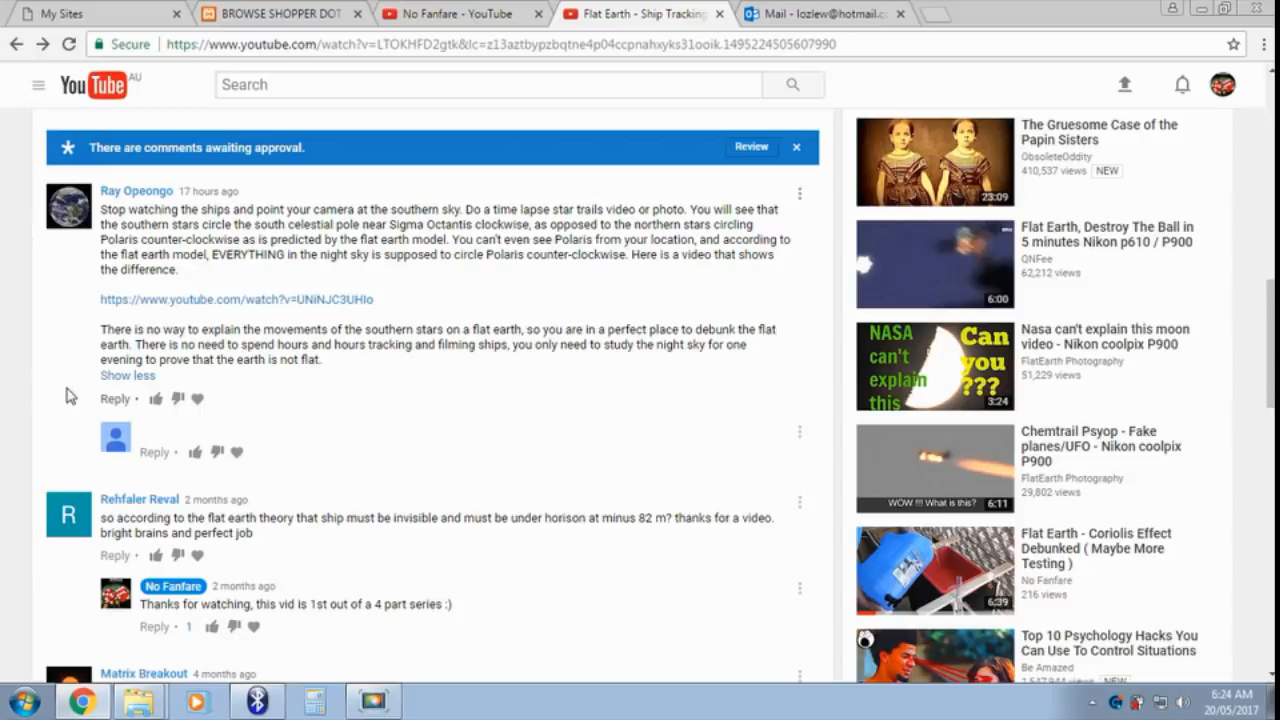 My Sites
BROWSE SHOPPER DOT
No Fanfare - YouTube
Flat Earth - Ship Tracking
Mail - lozlew@hotmail.c
Secure
https://www.youtube.com/watch?v=LTOKHFD2gtk&lc=z13aztbypzbqtne4p04ccpnahxyks31ooik.1495224505607990
YouTube AU
Search
There are comments awaiting approval.
Review
Ray Opeongo 17 hours ago
Stop watching the ships and point your camera at the southern sky. Do a time lapse star trails video or photo. You will see that
the southern stars circle the south celestial pole near Sigma Octantis clockwise, as opposed to the northern stars circling
Polaris counter-clockwise as is predicted by the flat earth model. You can't even see Polaris from your location, and according to
the flat earth model, EVERYTHING in the night sky is supposed to circle Polaris counter-clockwise. Here is a video that shows
the difference.
https://www.youtube.com/watch?v=UNiNJC3UHIo
There is no way to explain the movements of the southern stars on a flat earth, so you are in a perfect place to debunk the flat
earth. There is no need to spend hours and hours tracking and filming ships, you only need to study the night sky for one
evening to prove that the earth is not flat.
Show less
Reply •
Reply •
R
Rehfaler Reval 2 months ago
so according to the flat earth theory that ship must be invisible and must be under horison at minus 82 m? thanks for a video.
bright brains and perfect job
Reply •
No Fanfare 2 months ago
Thanks for watching, this vid is 1st out of a 4 part series :)
Reply • 1
Matrix Breakout 4 months ago
23:09
The Gruesome Case of the
Papin Sisters
ObsoleteOddity
410,537 views NEW
6:00
Flat Earth, Destroy The Ball in
5 minutes Nikon p610 / P900
QNFee
62,212 views
NASA
can't
explain
this
Can
you
???
3:24
Nasa can't explain this moon
video - Nikon coolpix P900
FlatEarth Photography
51,229 views
WOW !!! What is this?
6:11
Chemtrail Psyop - Fake
planes/UFO - Nikon coolpix
P900
FlatEarth Photography
29,802 views
6:39
Flat Earth - Coriolis Effect
Debunked ( Maybe More
Testing )
No Fanfare
216 views
Top 10 Psychology Hacks You
Can Use To Control Situations
Be Amazed
1,547,944 views NEW
6:24 AM
20/05/2017